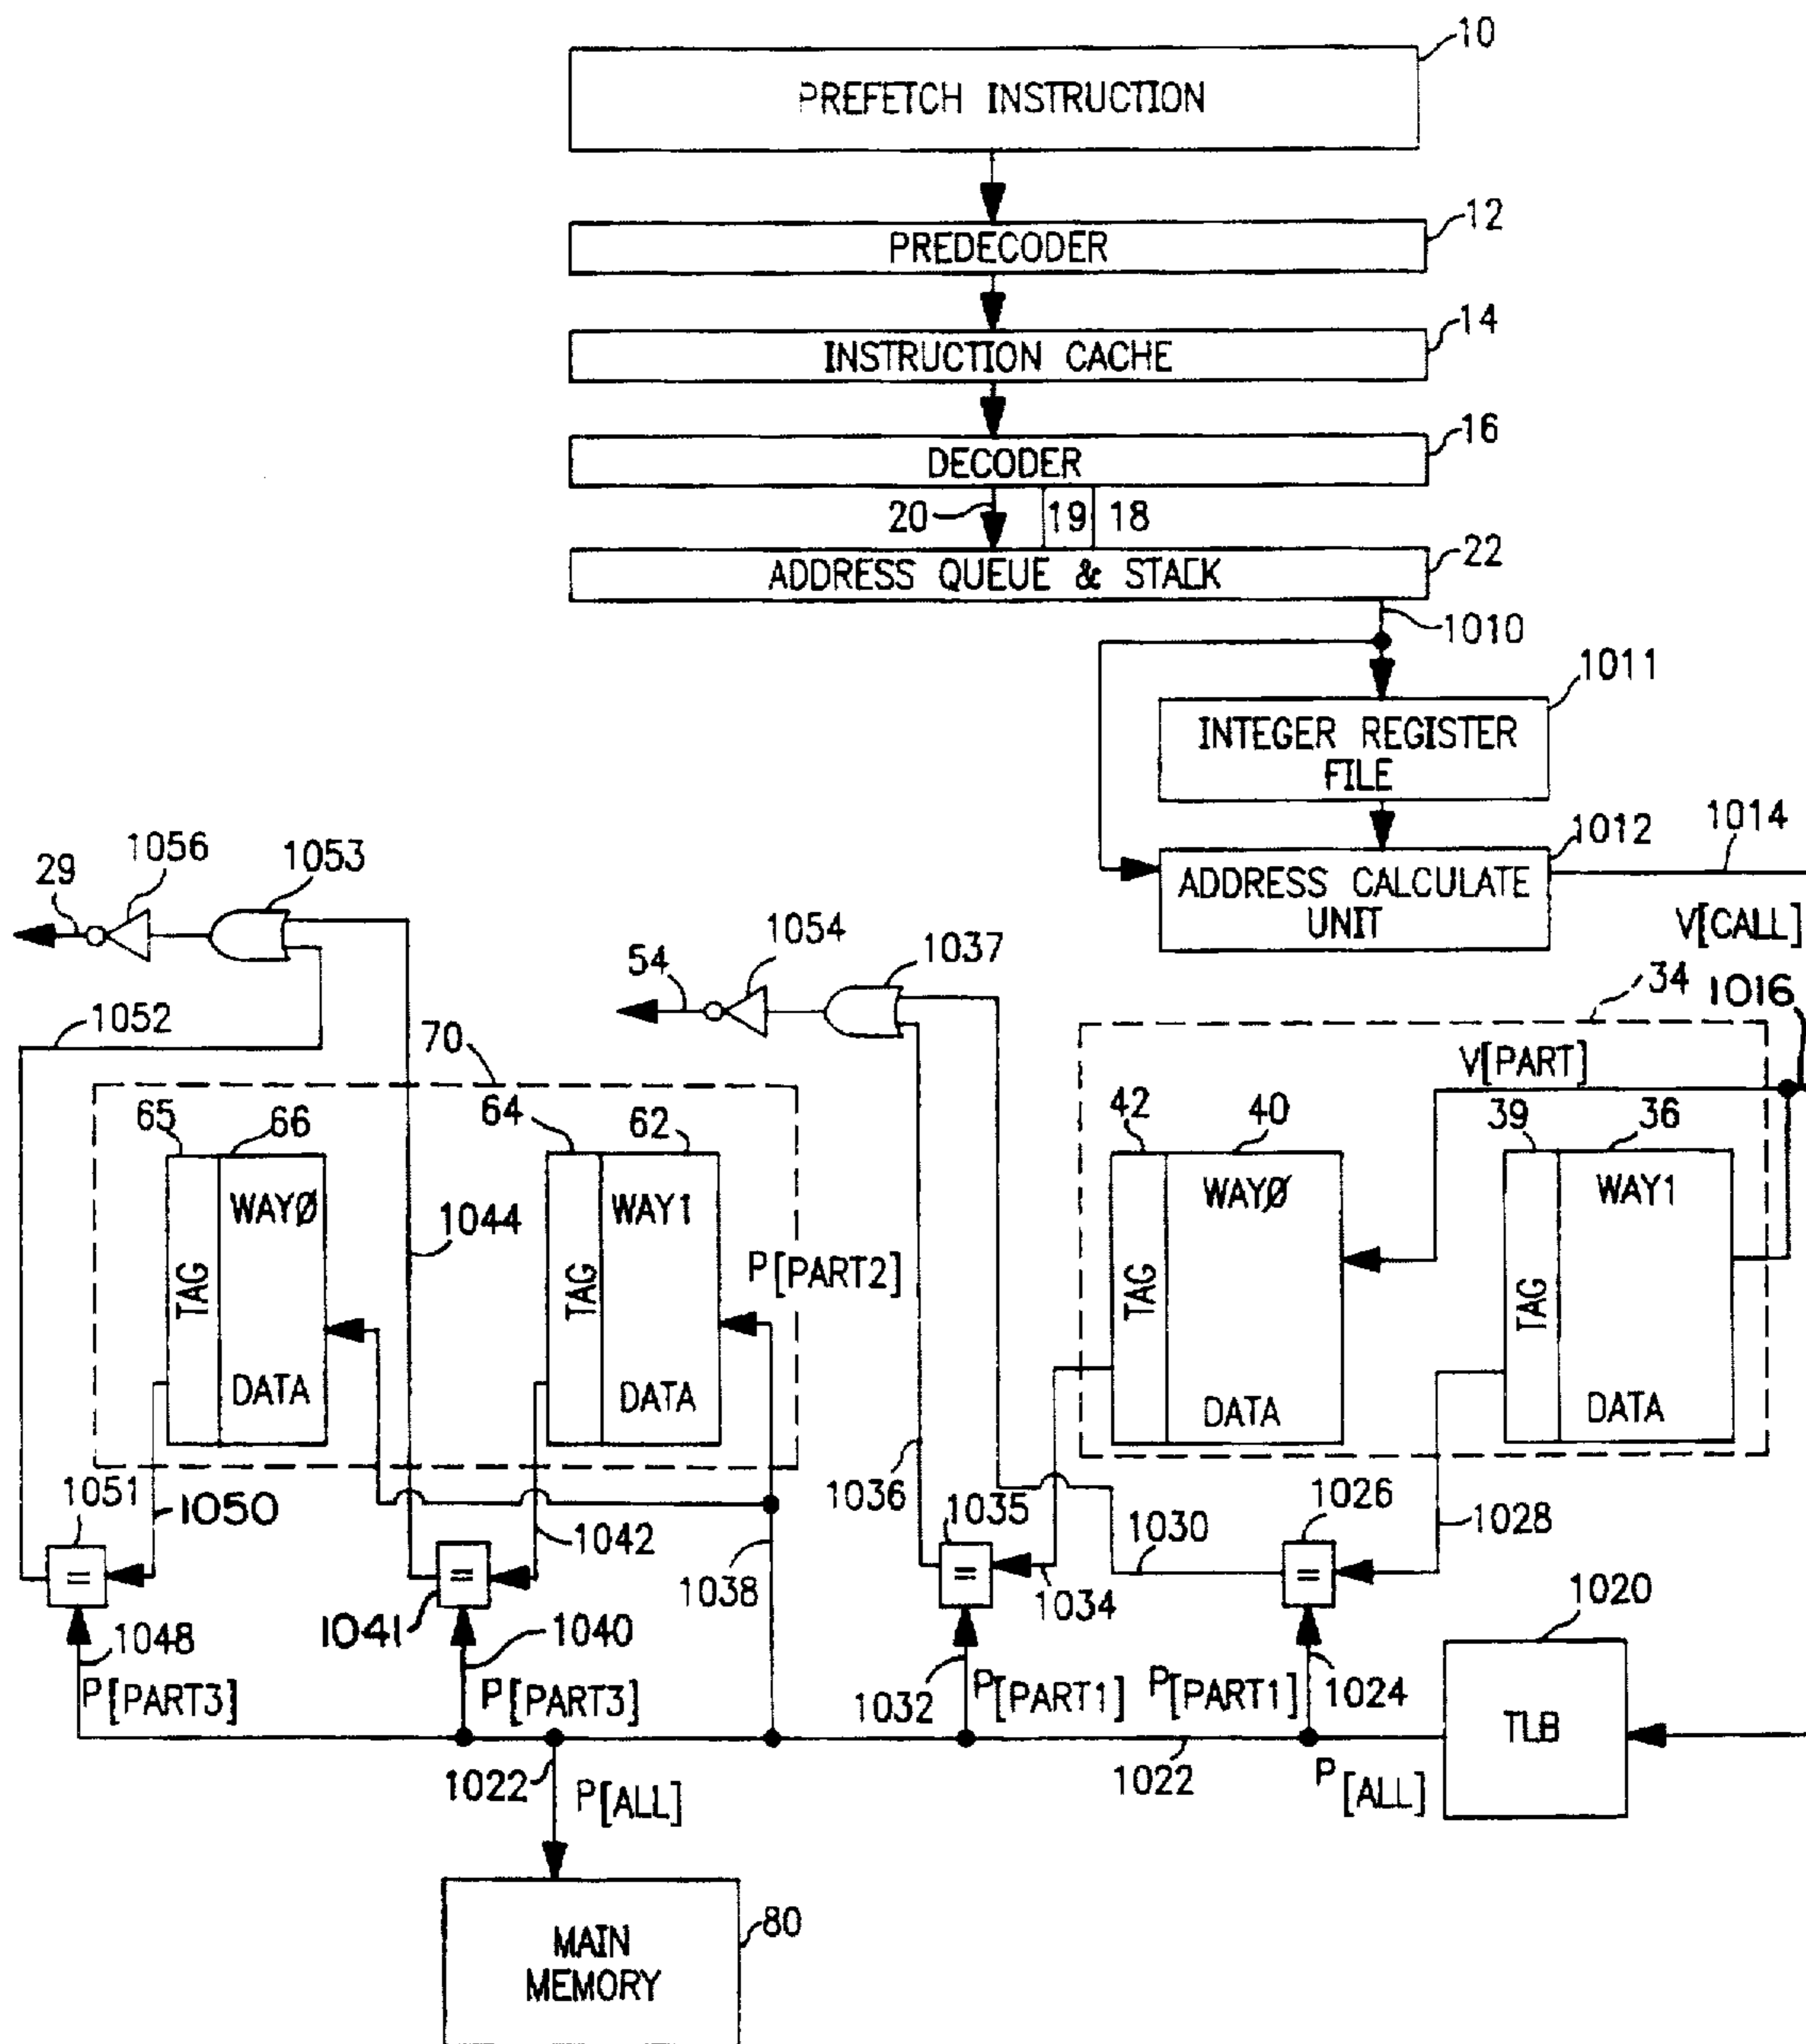 10
PREFETCH INSTRUCTION
12
PREDECODER
14
INSTRUCTION CACHE
16
DECODER
20
19
18
22
ADDRESS QUEUE & STACK
1010
1011
INTEGER REGISTER
FILE
1012
1014
ADDRESS CALCULATE
UNIT
V[CALL]
29
1056
1053
54
1054
1037
34
1016
1052
70
V[PART]
65
66
64
62
42
40
39
36
TAG
WAYØ
DATA
1044
TAG
WAY1
DATA
P[PART2]
TAG
WAYØ
DATA
TAG
WAY1
DATA
1051
1050
1042
1038
1036
1035
1034
1030
1026
1028
=
=
=
=
1041
1048
P[PART3]
1040
P[PART3]
1032
P[PART1]
P[PART1]
1024
1020
TLB
1022
P[ALL]
1022
P[ALL]
MAIN
MEMORY
80